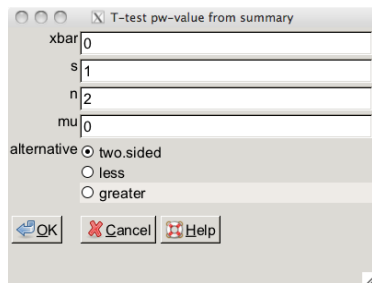 X T-test pw-value from summary
xbar 0
s 1
n 2
mu 0
alternative two.sided
less
greater
OK Cancel Help